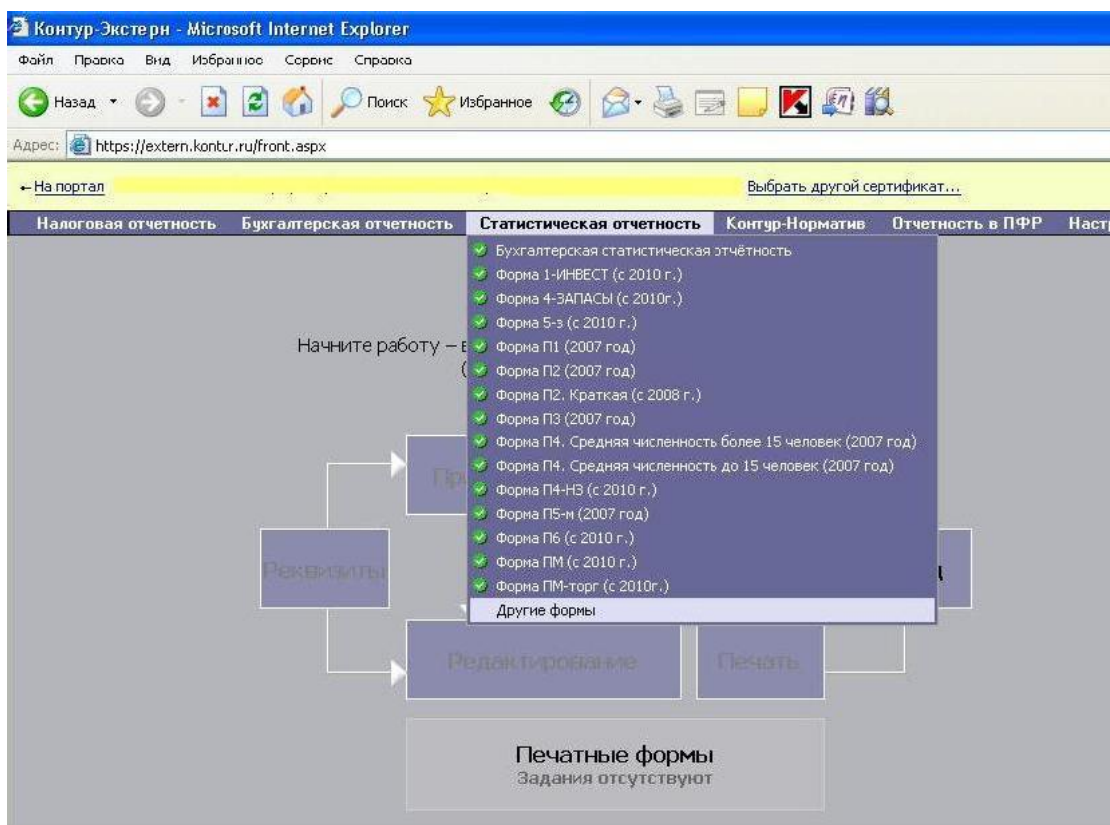 Контур-Экстерн - Microsoft Internet Explorer
Файл Правка Вид Избранное Сервис Справка
Назад Поиск Избранное
Адрес: https://extern.kontur.ru/front.aspx
←На портал Выбрать другой сертификат...
Налоговая отчетность Бухгалтерская отчетность Статистическая отчетность Контур-Норматив Отчетность в ПФР Наст
Бухгалтерская статистическая отчётность
Форма 1-ИНВЕСТ (с 2010 г.)
Форма 4-ЗАПАСЫ (с 2010г.)
Форма 5-з (с 2010 г.)
Начните работу – в
Форма П1 (2007 год)
(
Форма П2 (2007 год)
Форма П2. Краткая (с 2008 г.)
Форма П3 (2007 год)
Форма П4. Средняя численность более 15 человек (2007 год)
Форма П4. Средняя численность до 15 человек (2007 год)
При
Форма П4-НЗ (с 2010 г.)
Форма П5-м (2007 год)
Форма П6 (с 2010 г.)
Форма ПМ (с 2010 г.)
Реквизиты
Форма ПМ-торг (с 2010г.)
Другие формы
Редактирование Печать
Печатные формы
Задания отсутствуют